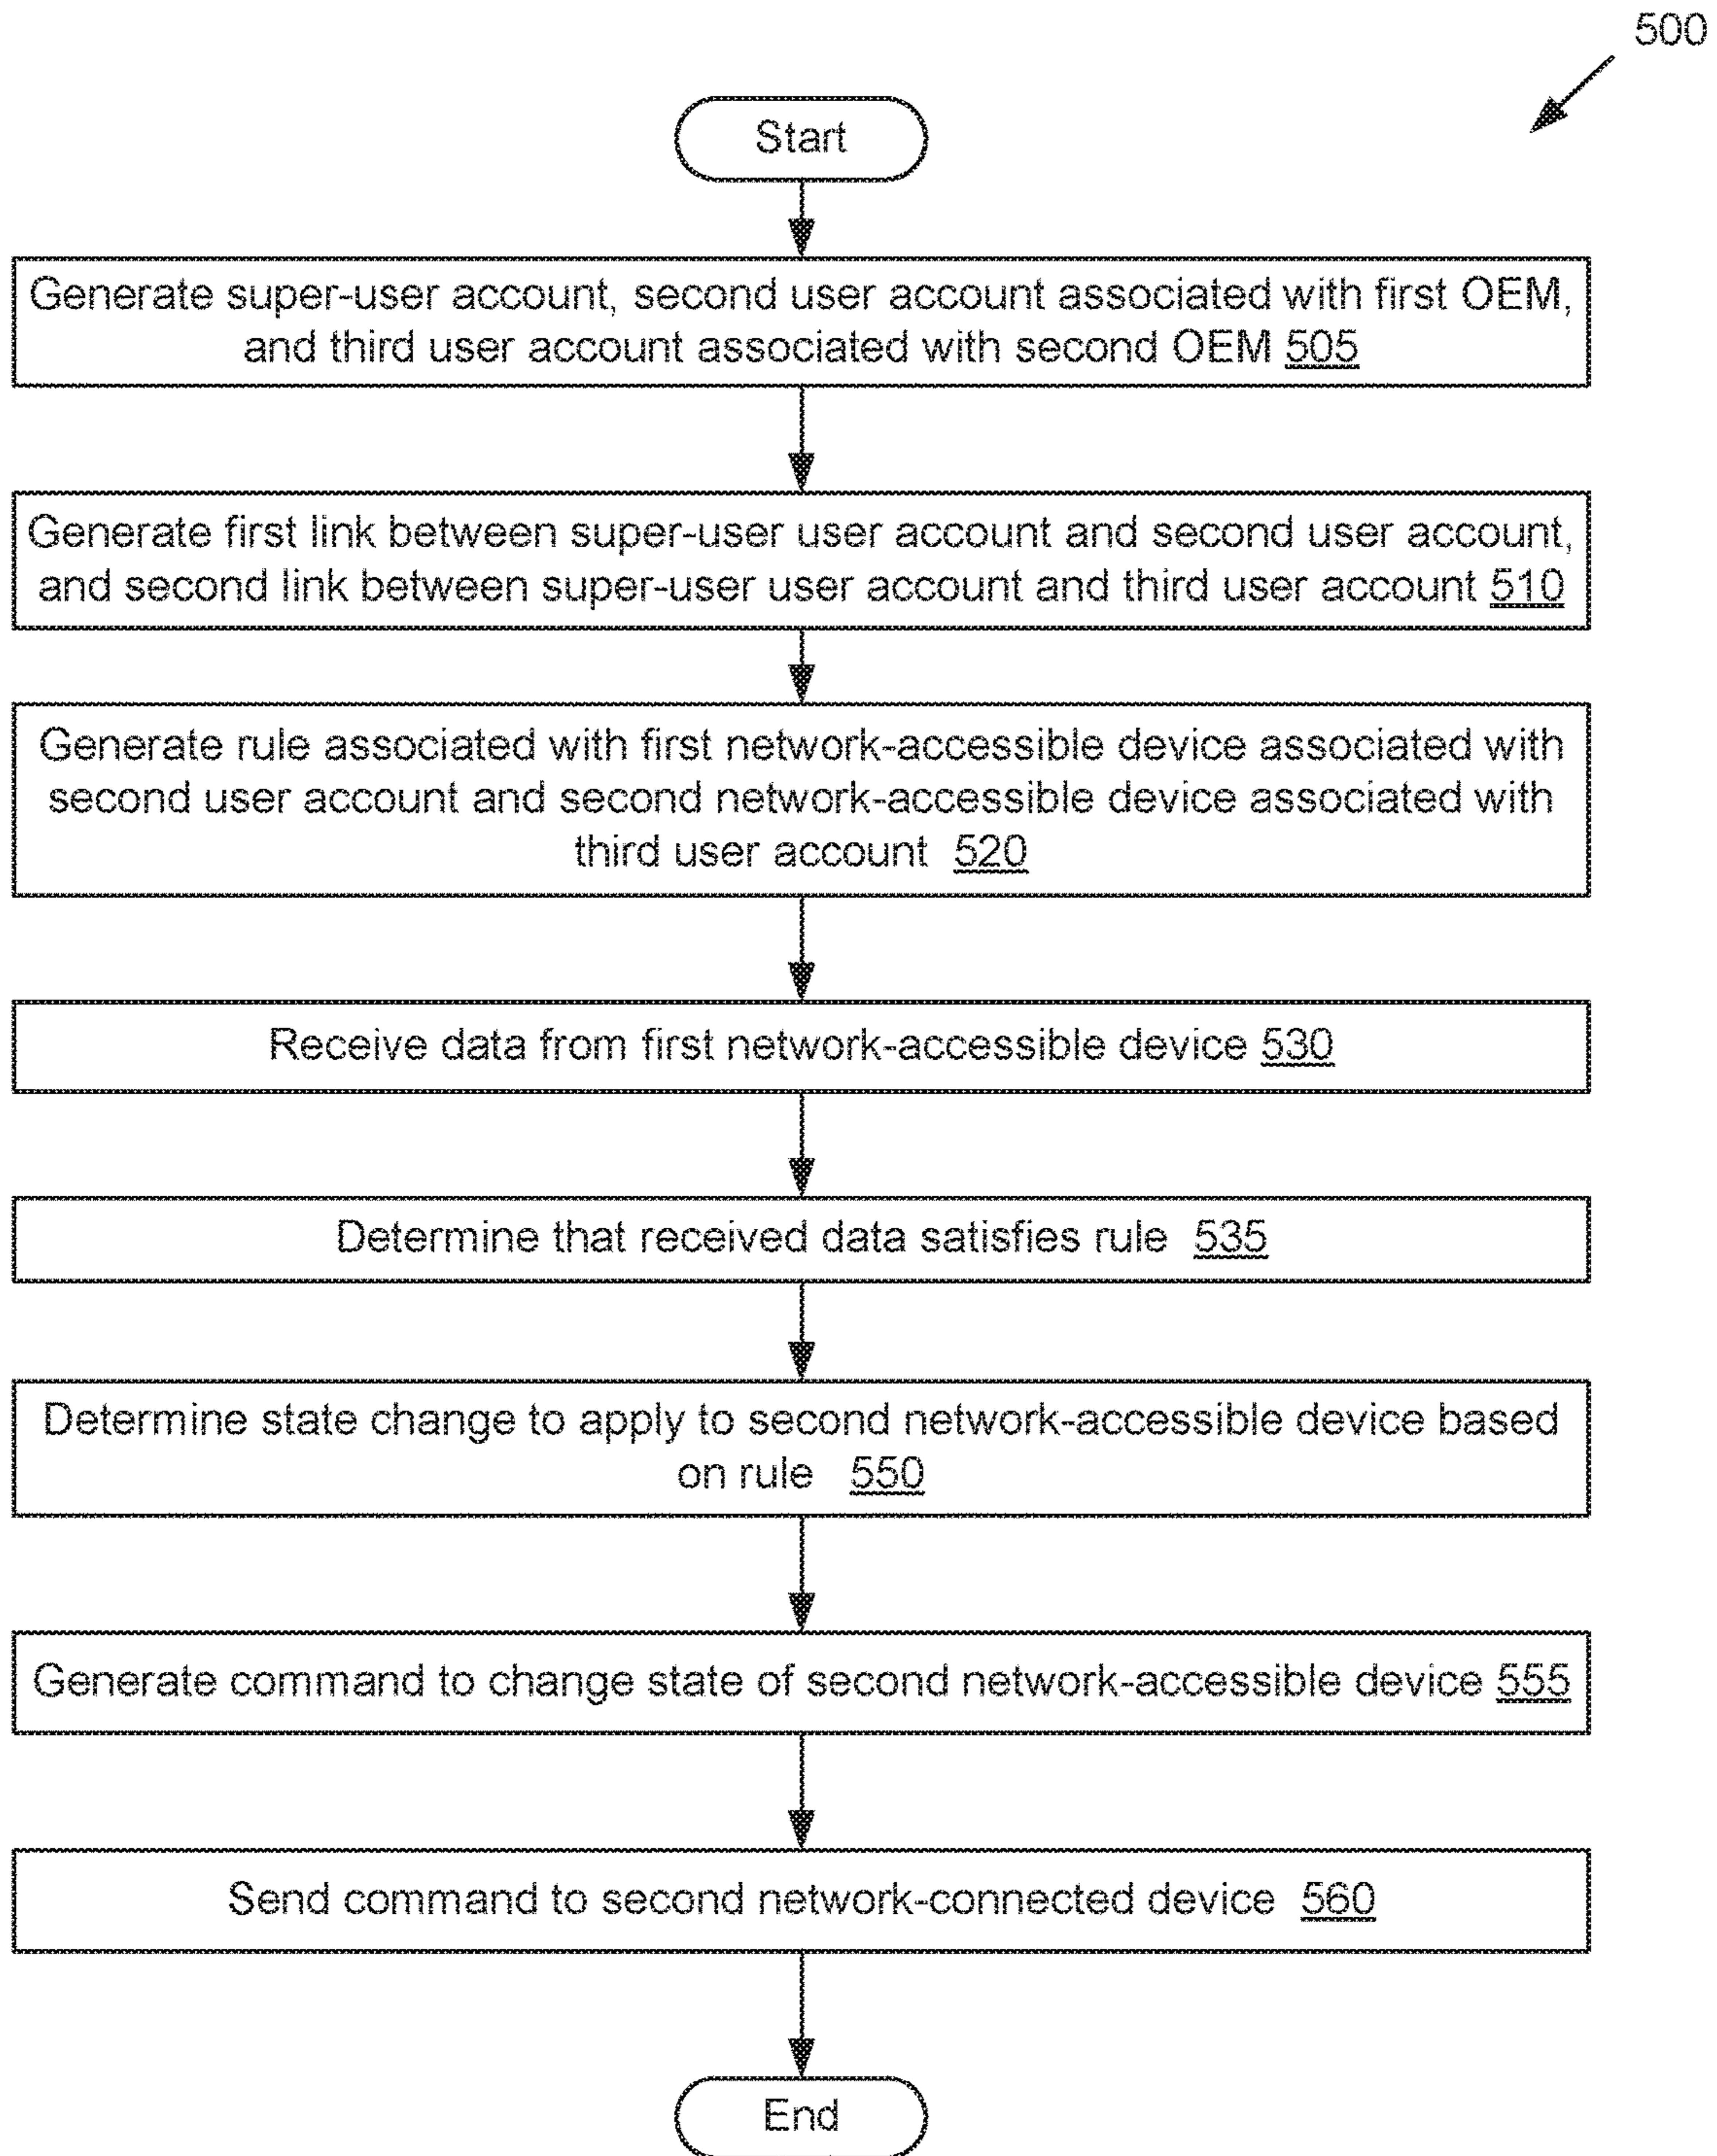 500
Start
Generate super-user account, second user account associated with first OEM,
and third user account associated with second OEM 505
Generate first link between super-user user account and second user account,
and second link between super-user user account and third user account 510
Generate rule associated with first network-accessible device associated with
second user account and second network-accessible device associated with
third user account 520
Receive data from first network-accessible device 530
Determine that received data satisfies rule 535
Determine state change to apply to second network-accessible device based
on rule 550
Generate command to change state of second network-accessible device 555
Send command to second network-connected device 560
End